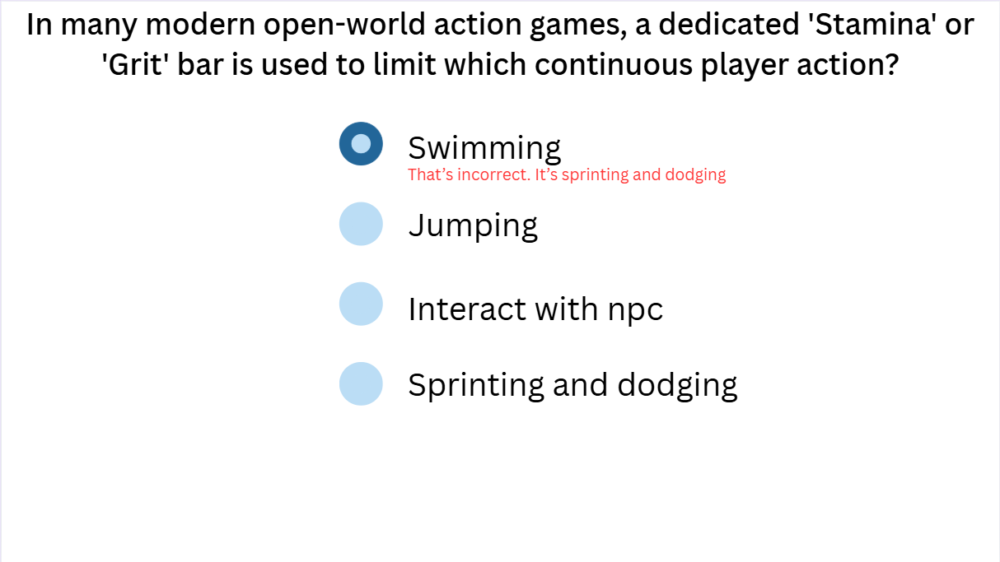 In many modern open-world action games, a dedicated 'Stamina' or
'Grit' bar is used to limit which continuous player action?
Swimming
That’s incorrect. It’s sprinting and dodging
Jumping
Interact with npc
Sprinting and dodging